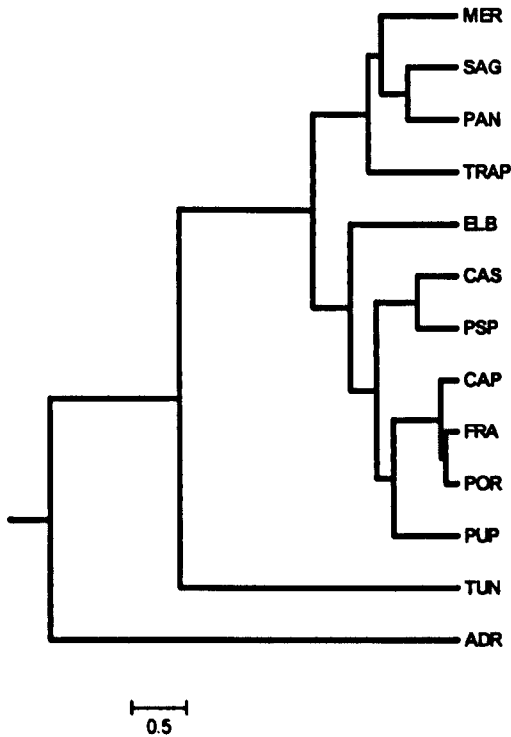 MER
SAG
PAN
TRAP
ELB
CAS
PSP
CAP
FRA
POR
PUP
TUN
ADR
0.5